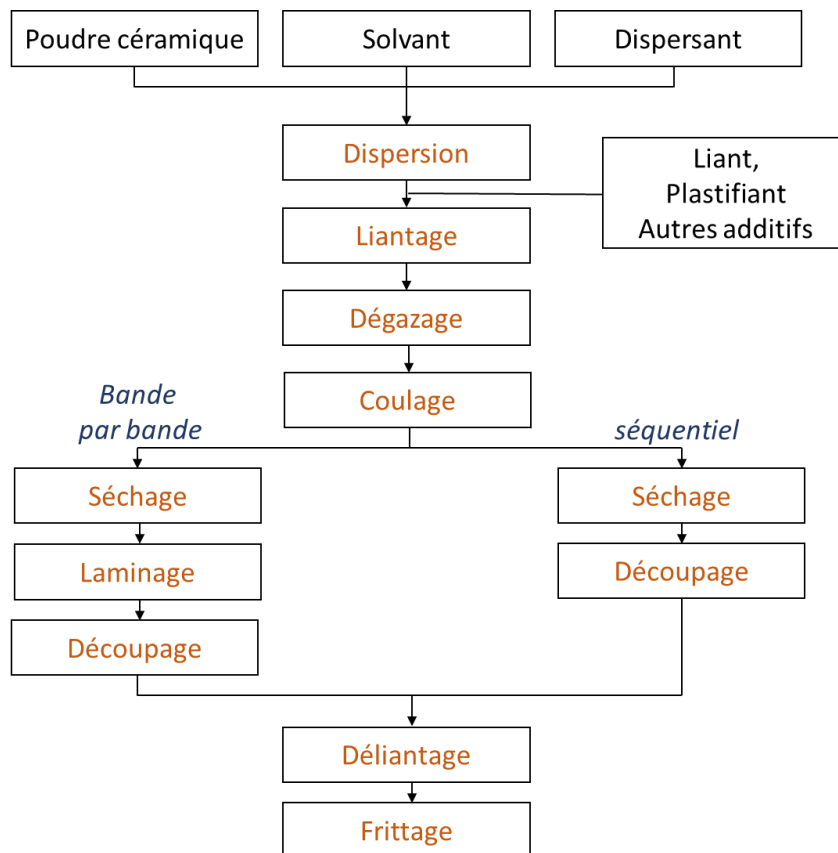 Poudre céramique
Solvant
Dispersant
Dispersion
Liant,
Plastifiant
Autres additifs
Liantage
Dégazage
Coulage
Bande
par bande
séquentiel
Séchage
Séchage
Laminage
Découpage
Découpage
Déliantage
Frittage